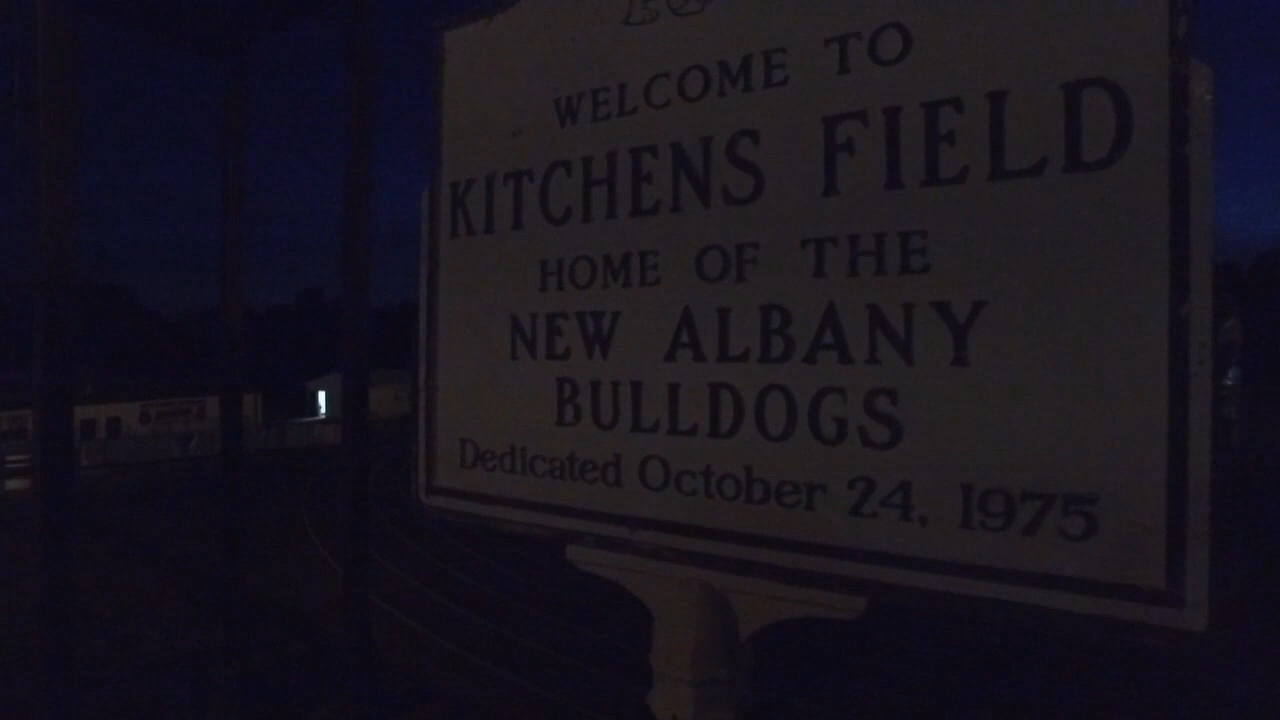 WELCOME TO
KITCHENS FIELD
HOME OF THE
NEW ALBANY
BULLDOGS
Dedicated October 24, 1975